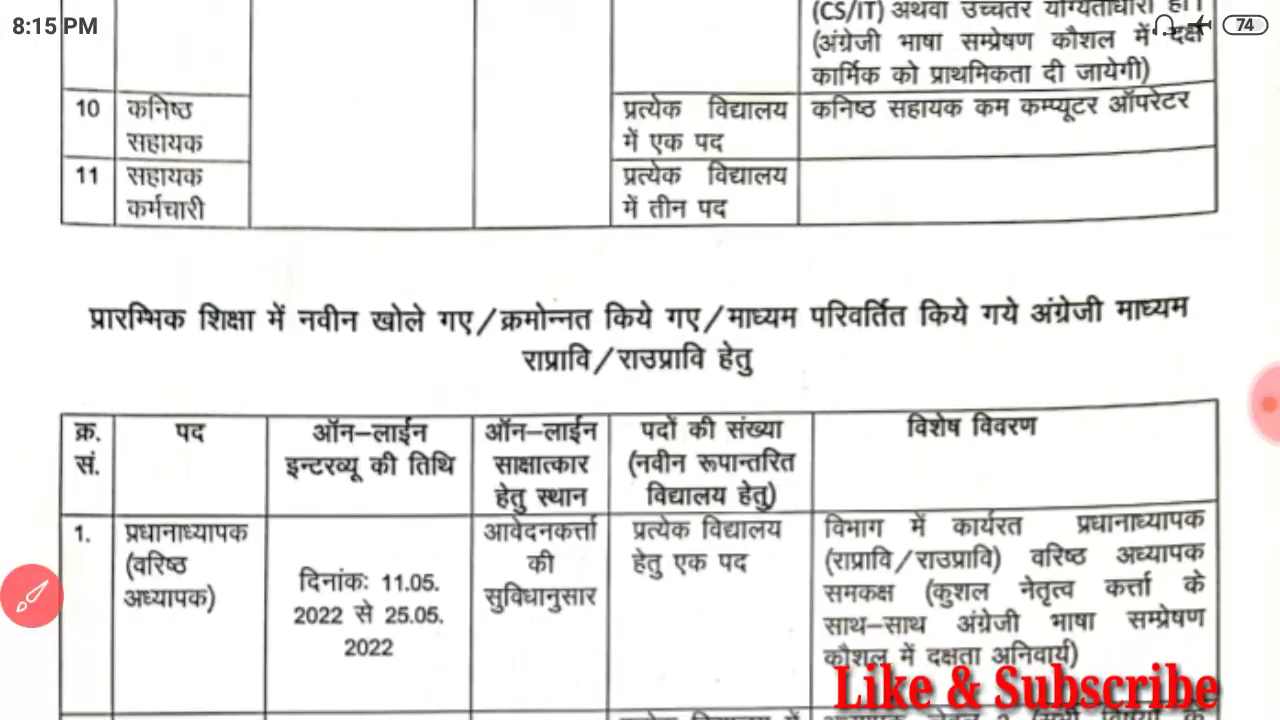 8:15 PM
74
(CS/IT) अथवा उच्चतर योग्यताधारी हो।
(अंग्रेजी भाषा सम्प्रेषण कौशल में दक्ष
कार्मिक को प्राथमिकता दी जायेगी)
10
कनिष्ठ
सहायक
प्रत्येक विद्यालय
में एक पद
कनिष्ठ सहायक कम कम्प्यूटर ऑपरेटर
11
सहायक
कर्मचारी
प्रत्येक विद्यालय
में तीन पद
प्रारम्भिक शिक्षा में नवीन खोले गए/क्रमोन्नत किये गए/माध्यम परिवर्तित किये गये अंग्रेजी माध्यम
राप्रावि/राउप्रावि हेतु
क्र.
सं.
पद
ऑन–लाईन
इन्टरव्यू की तिथि
ऑन–लाईन
साक्षात्कार
हेतु स्थान
पदों की संख्या
(नवीन रूपान्तरित
विद्यालय हेतु)
विशेष विवरण
1.
प्रधानाध्यापक
(वरिष्ठ
अध्यापक)
दिनांकः 11.05.
2022 से 25.05.
2022
आवेदनकर्त्ता
की
सुविधानुसार
प्रत्येक विद्यालय
हेतु एक पद
विभाग में कार्यरत प्रधानाध्यापक
(राप्रावि/राउप्रावि) वरिष्ठ अध्यापक
समकक्ष (कुशल नेतृत्व कर्त्ता के
साथ–साथ अंग्रेजी भाषा सम्प्रेषण
कौशल में दक्षता अनिवार्य)
Like & Subscribe